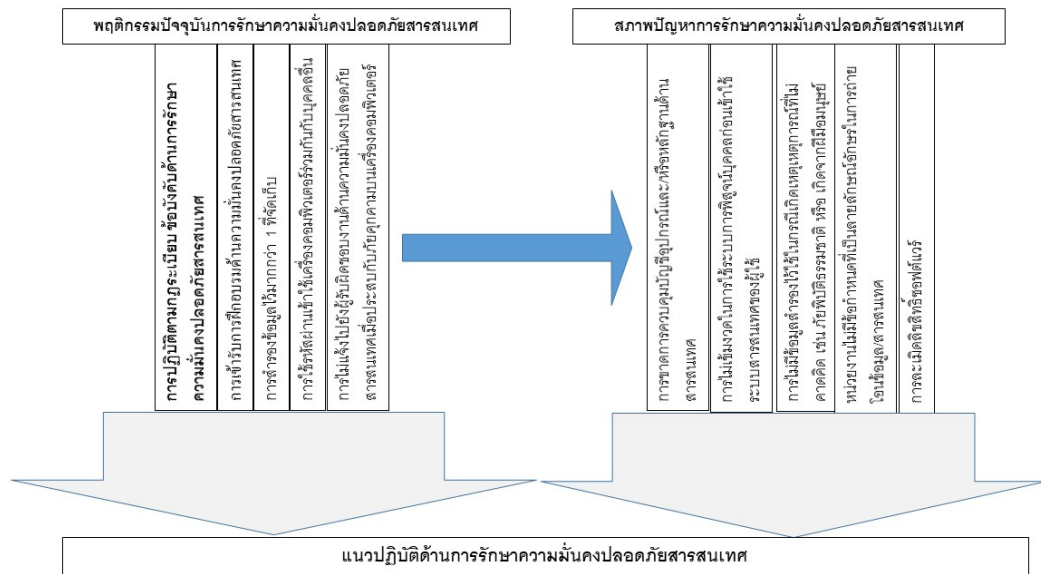 พฤติกรรมปัจจุบันการรักษาความมั่นคงปลอดภัยสารสนเทศ
การปฏิบัติตามกฎระเบียบ ข้อบังคับด้านการรักษา
ความมั่นคงปลอดภัยสารสนเทศ
การเข้ารับการฝึกอบรมด้านความมั่นคงปลอดภัยสารสนเทศ
การสำรองข้อมูลไว้มากกว่า 1 ที่จัดเก็บ
การใช้รหัสผ่านเข้าใช้เครื่องคอมพิวเตอร์ร่วมกันกับบุคคลอื่น
การไม่แจ้งไปยังผู้รับผิดชอบงานด้านความมั่นคงปลอดภัย
สารสนเทศเมื่อประสบกับภัยคุกคามบนเครื่องคอมพิวเตอร์
สภาพปัญหาการรักษาความมั่นคงปลอดภัยสารสนเทศ
การขาดการควบคุมบัญชีอุปกรณ์และ/หรือหลักฐานด้าน
สารสนเทศ
การไม่เข้มงวดในการใช้ระบบการพิสูจน์บุคคลก่อนเข้าใช้
ระบบสารสนเทศของผู้ใช้
การไม่มีข้อมูลสำรองไว้ใช้ในกรณีเกิดเหตุเหตุการณ์ที่ไม่
คาดคิด เช่น ภัยพิบัติธรรมชาติ หรือ เกิดจากฝีมือมนุษย์
หน่วยงานไม่มีข้อกำหนดที่เป็นลายลักษณ์อักษรในการถ่าย
โอนข้อมูล/สารสนเทศ
การละเมิดลิขสิทธิ์ซอฟต์แวร์
แนวปฏิบัติด้านการรักษาความมั่นคงปลอดภัยสารสนเทศ